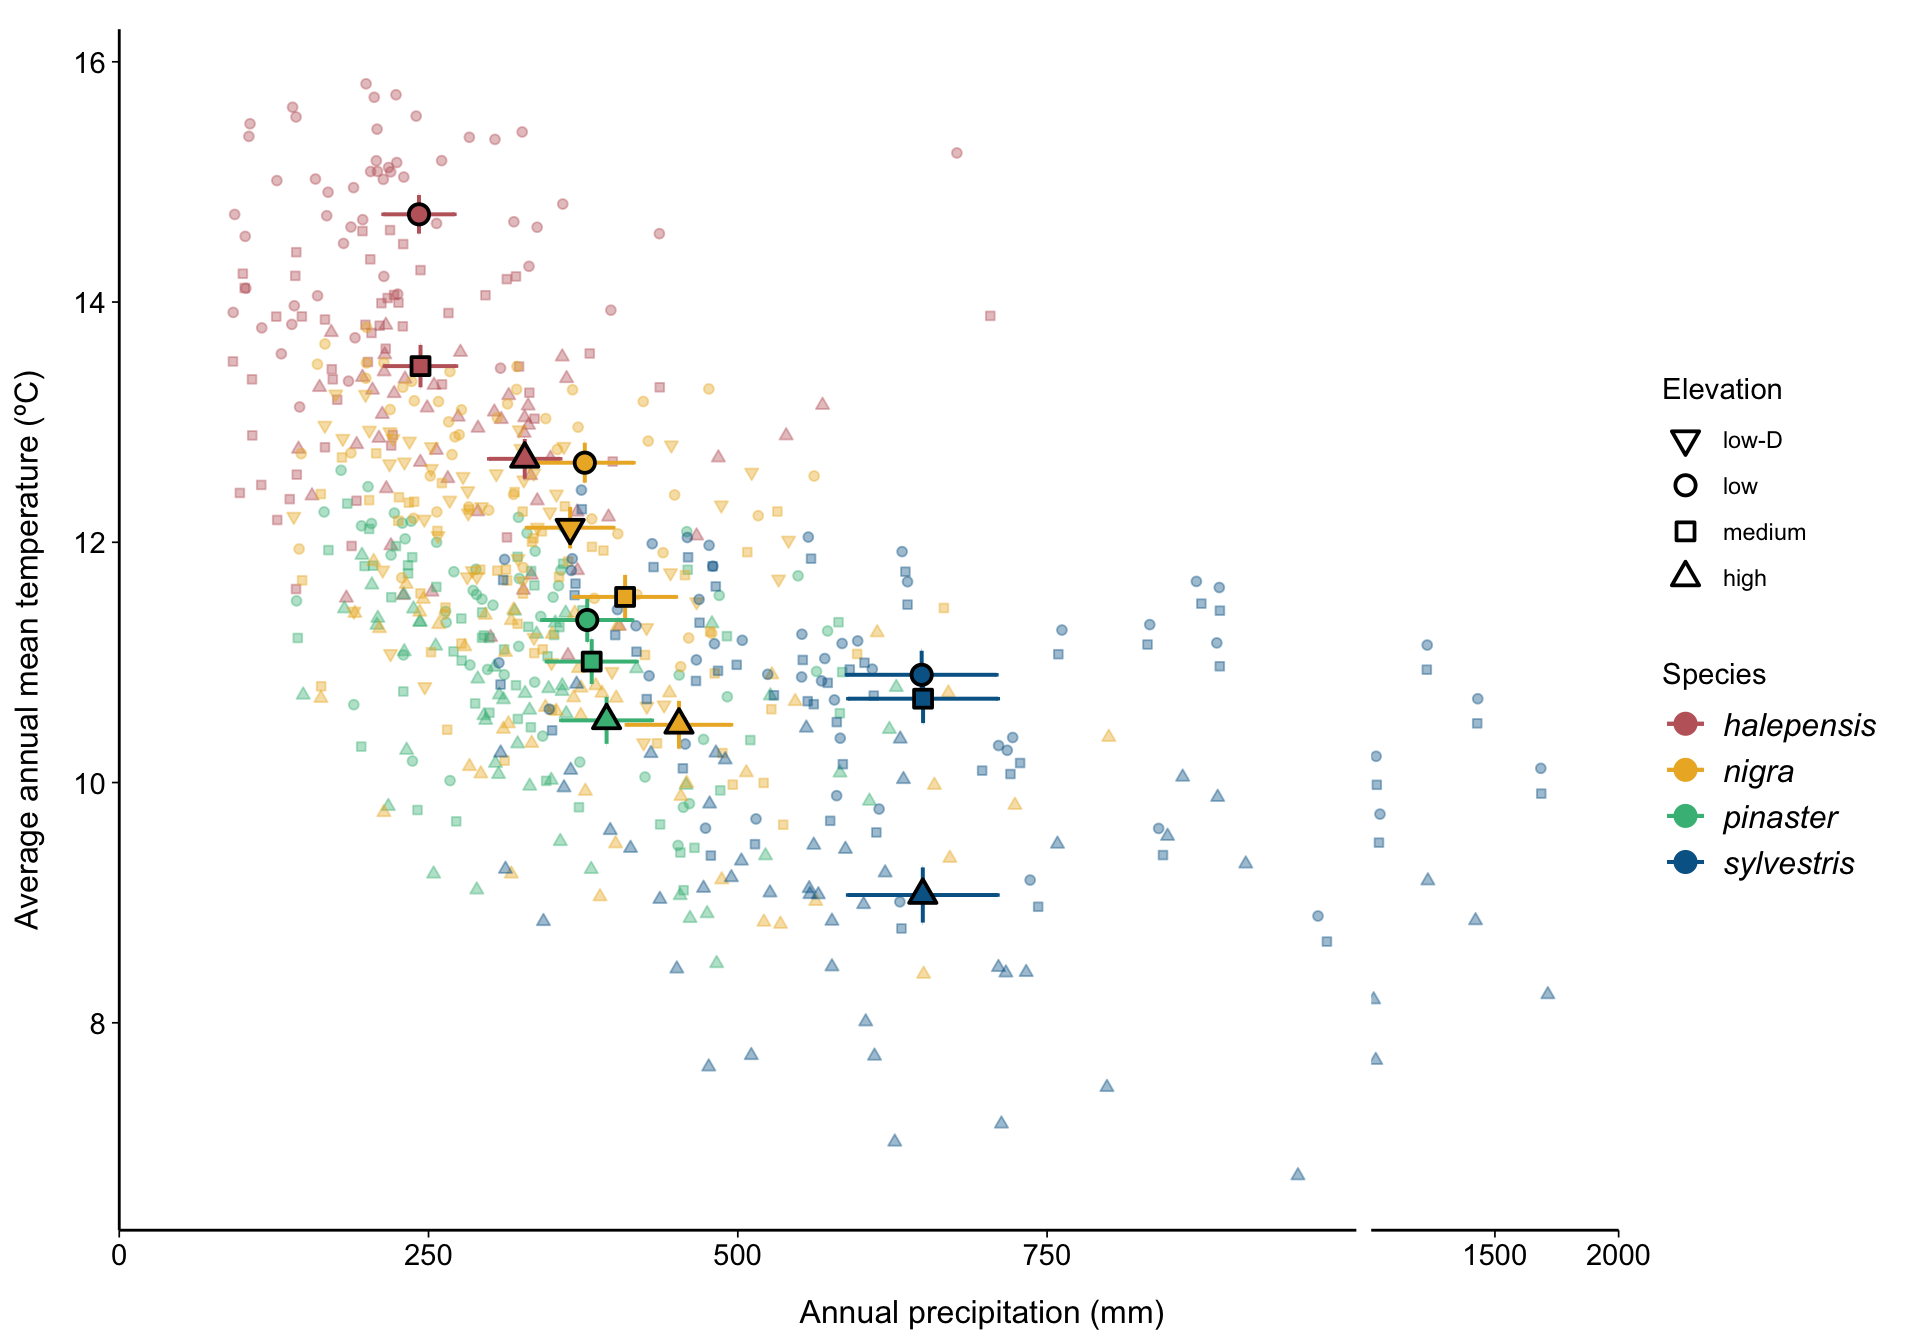 16
14
12
10
8
Average annual mean temperature (ºC)
0 250 500 750 1500 2000
Annual precipitation (mm)
Elevation
low-D
low
medium
high
Species
halepensis
nigra
pinaster
sylvestris